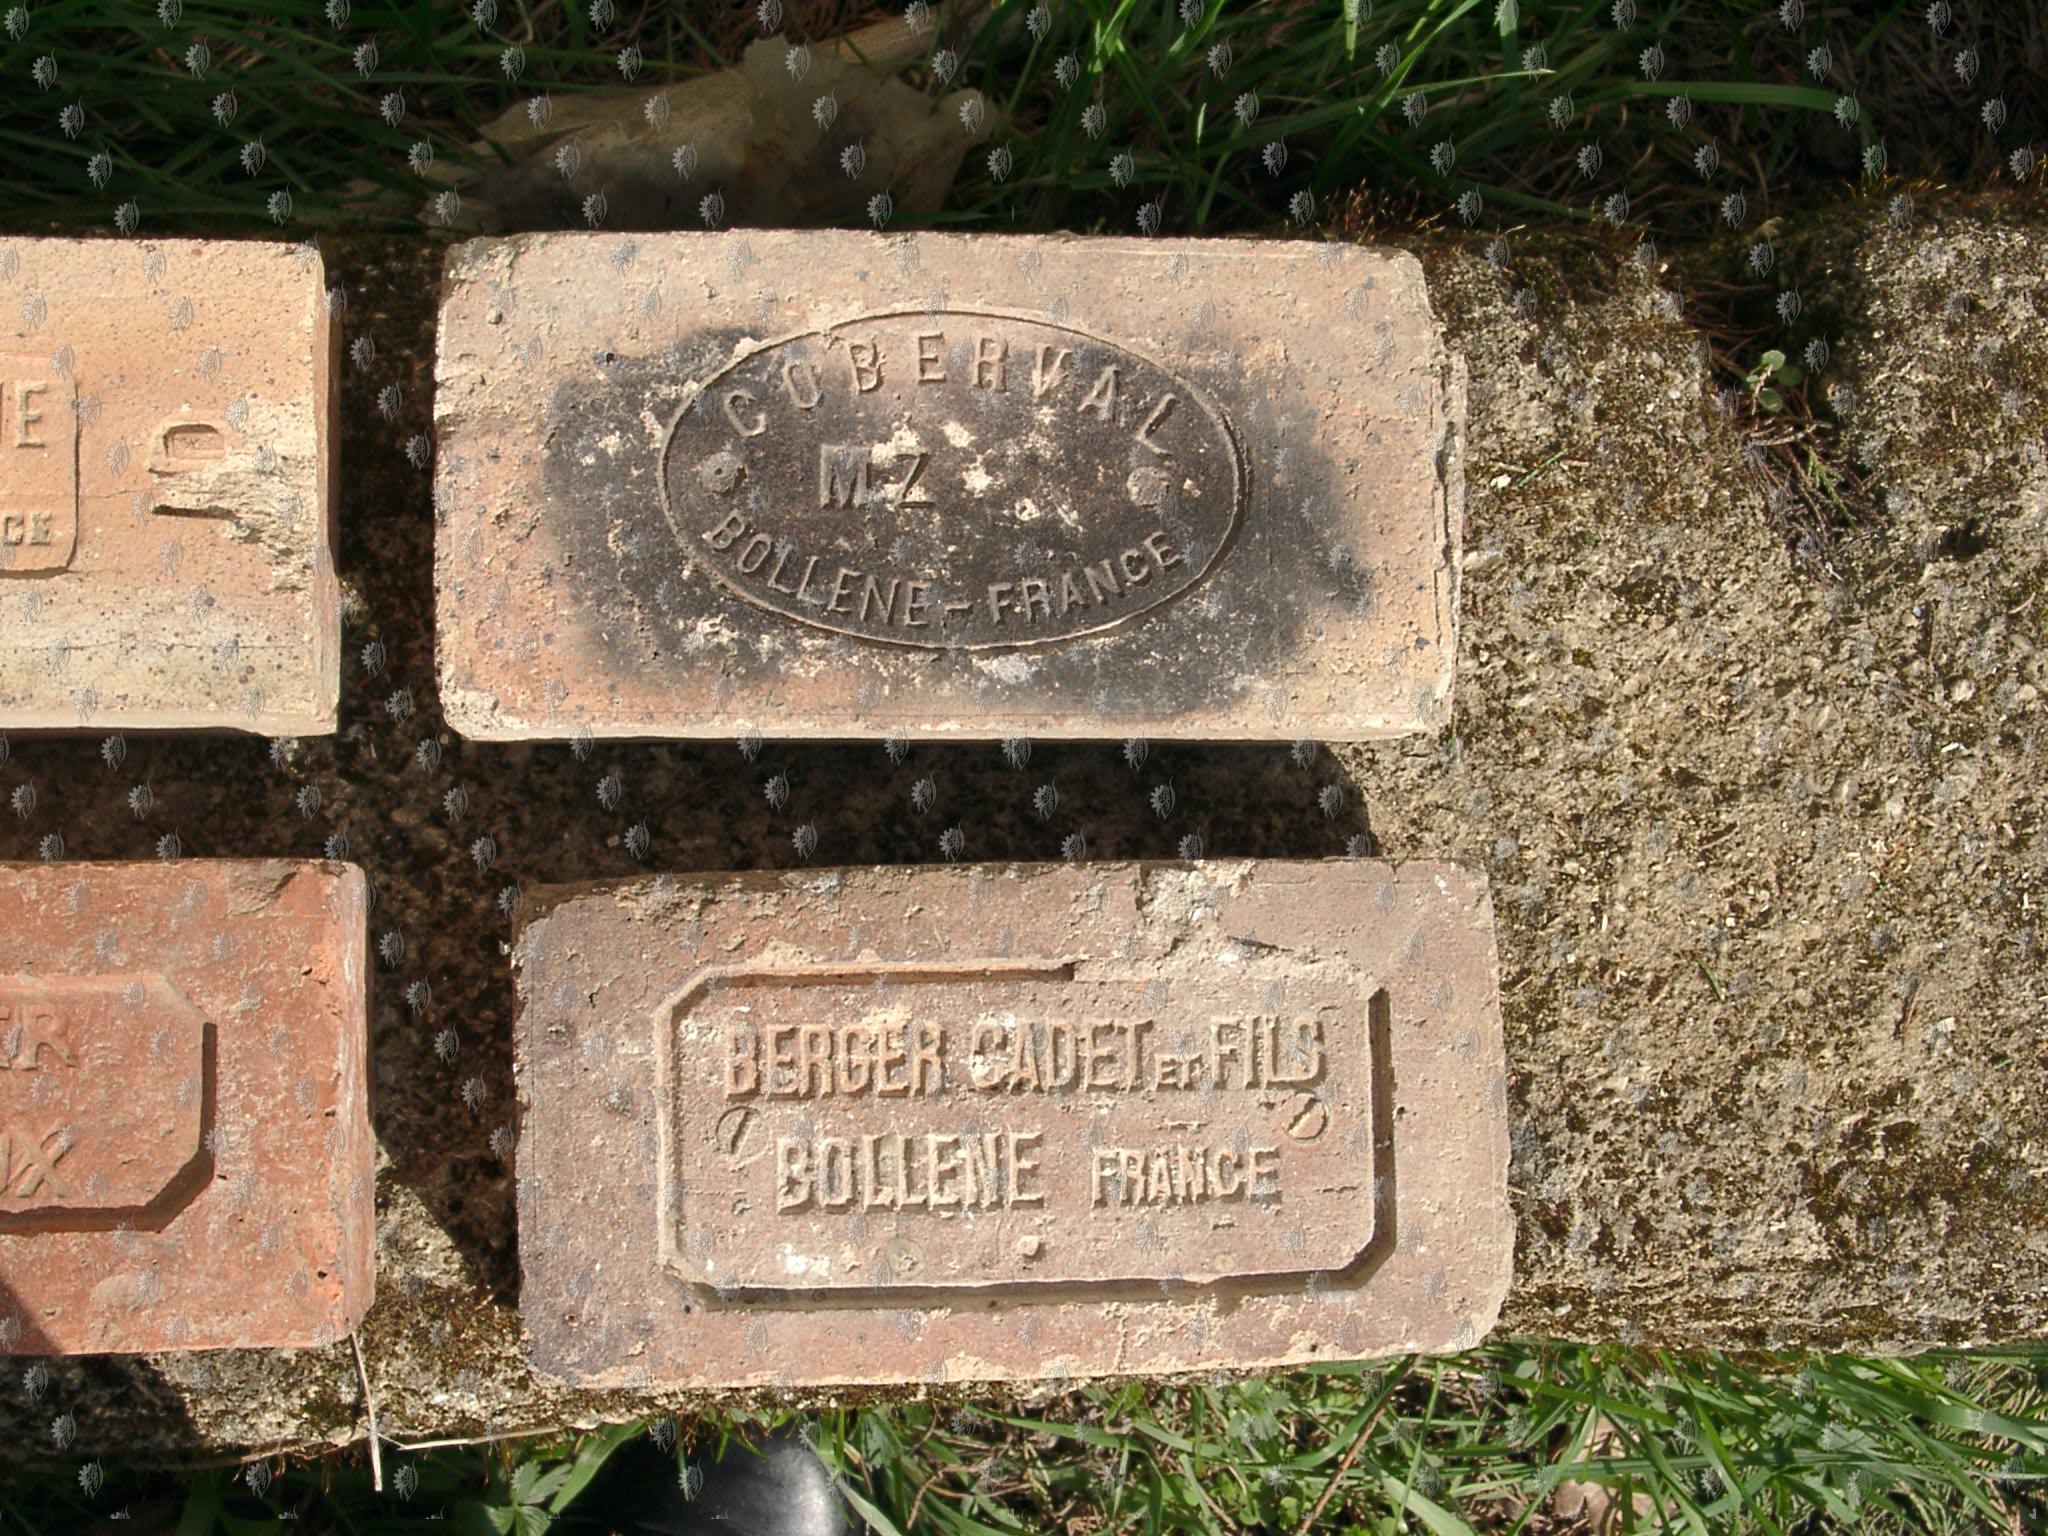 COBERVAL
MZ
BOLLENE - FRANCE
BERGER CADET ET FILS
BOLLENE FRANCE